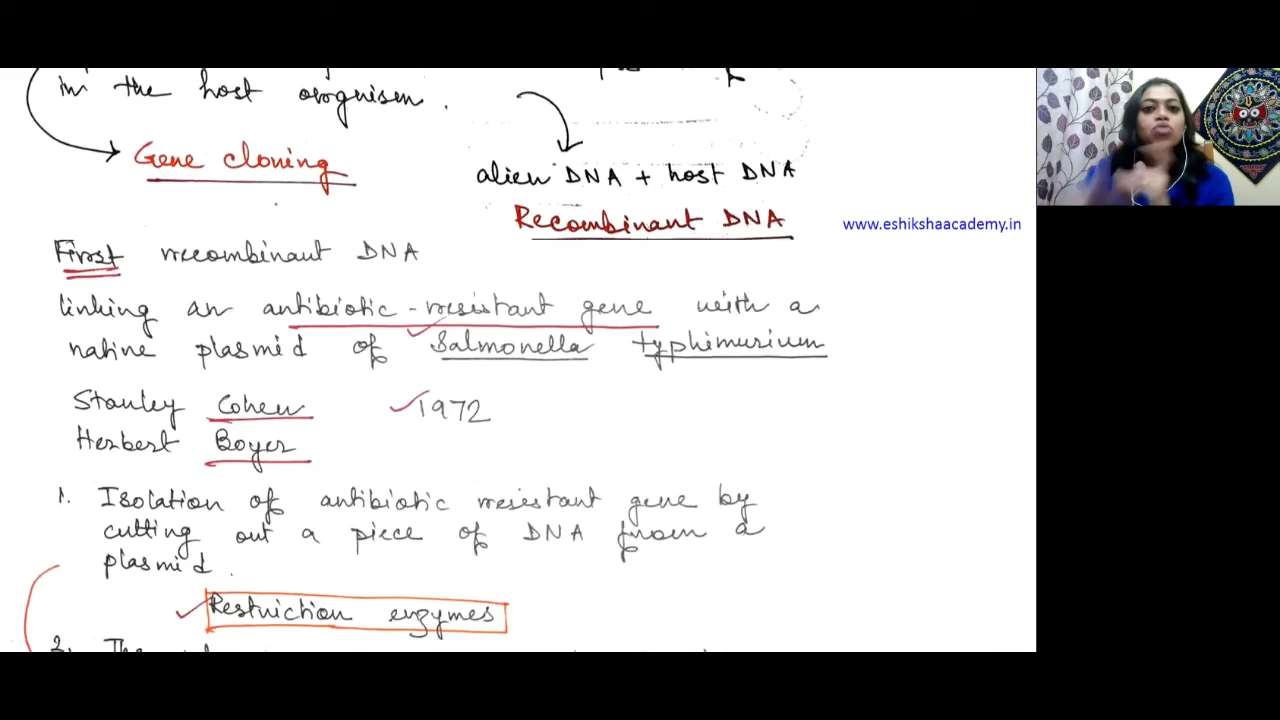 in the host organism.
Gene cloning
alien DNA + host DNA
Recombinant DNA
www.eshikshaacademy.in
First recombinant DNA
linking an antibiotic-resistant gene with a
native plasmid of Salmonella typhimurium
Stanley Cohen 1972
Herbert Boyer
1. Isolation of antibiotic resistant gene by
cutting out a piece of DNA from a
plasmid.
Restriction enzymes
2. The